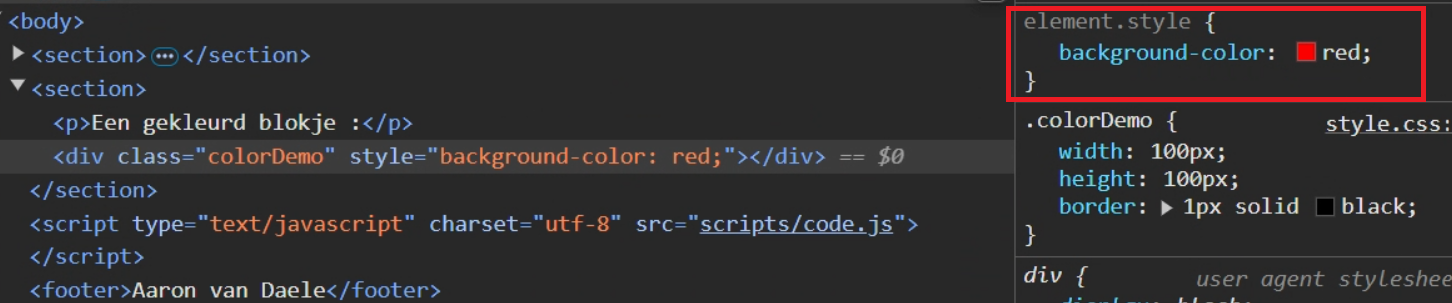 <body>
<section>⋯</section>
<section>
<p>Een gekleurd blokje :</p>
<div class="colorDemo" style="background-color: red;"></div> == $0
</section>
<script type="text/javascript" charset="utf-8" src="scripts/code.js">
</script>
<footer>Aaron van Daele</footer>
element.style {
background-color: red;
}
.colorDemo { style.css:
width: 100px;
height: 100px;
border: 1px solid black;
}
div { user agent styleshee